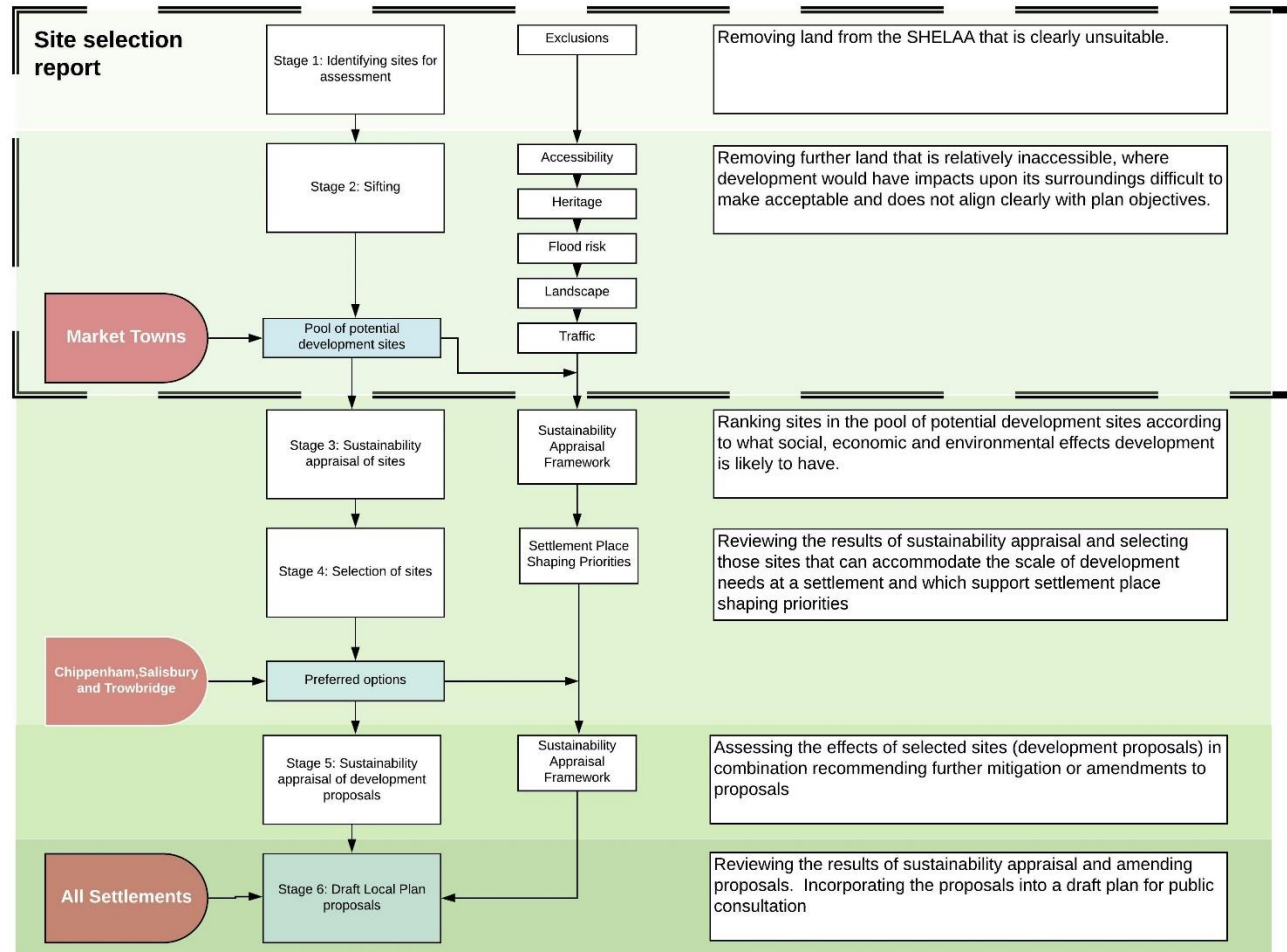 Site selection
report
Stage 1: Identifying sites for
assessment
Exclusions
Removing land from the SHELAA that is clearly unsuitable.
Stage 2: Sifting
Accessibility
Heritage
Flood risk
Landscape
Traffic
Removing further land that is relatively inaccessible, where
development would have impacts upon its surroundings difficult to
make acceptable and does not align clearly with plan objectives.
Market Towns
Pool of potential
development sites
Stage 3: Sustainability
appraisal of sites
Sustainability
Appraisal
Framework
Ranking sites in the pool of potential development sites according
to what social, economic and environmental effects development
is likely to have.
Stage 4: Selection of sites
Settlement Place
Shaping Priorities
Reviewing the results of sustainability appraisal and selecting
those sites that can accommodate the scale of development
needs at a settlement and which support settlement place
shaping priorities
Chippenham,Salisbury
and Trowbridge
Preferred options
Stage 5: Sustainability
appraisal of development
proposals
Sustainability
Appraisal
Framework
Assessing the effects of selected sites (development proposals) in
combination recommending further mitigation or amendments to
proposals
All Settlements
Stage 6: Draft Local Plan
proposals
Reviewing the results of sustainability appraisal and amending
proposals.  Incorporating the proposals into a draft plan for public
consultation